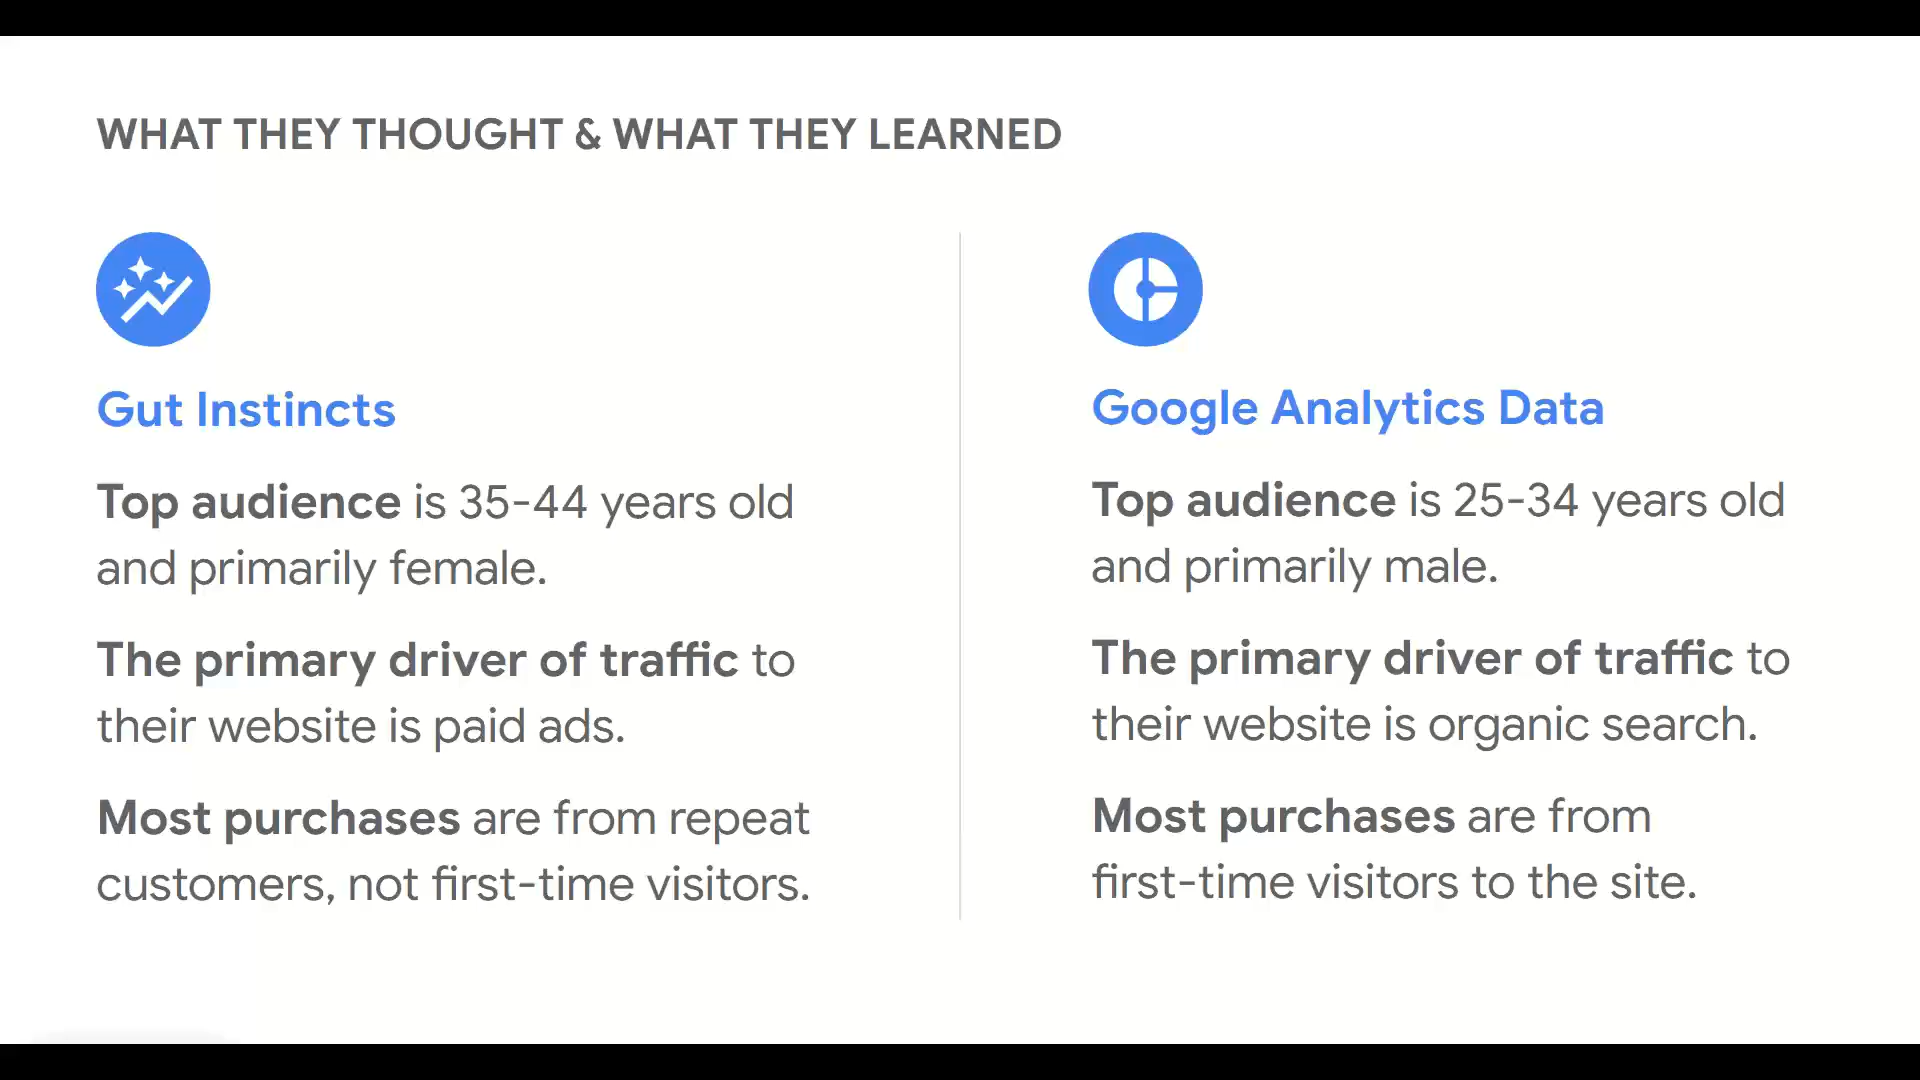 WHAT THEY THOUGHT & WHAT THEY LEARNED
Gut Instincts
Top audience is 35-44 years old
and primarily female.
The primary driver of traffic to
their website is paid ads.
Most purchases are from repeat
customers, not first-time visitors.
Google Analytics Data
Top audience is 25-34 years old
and primarily male.
The primary driver of traffic to
their website is organic search.
Most purchases are from
first-time visitors to the site.